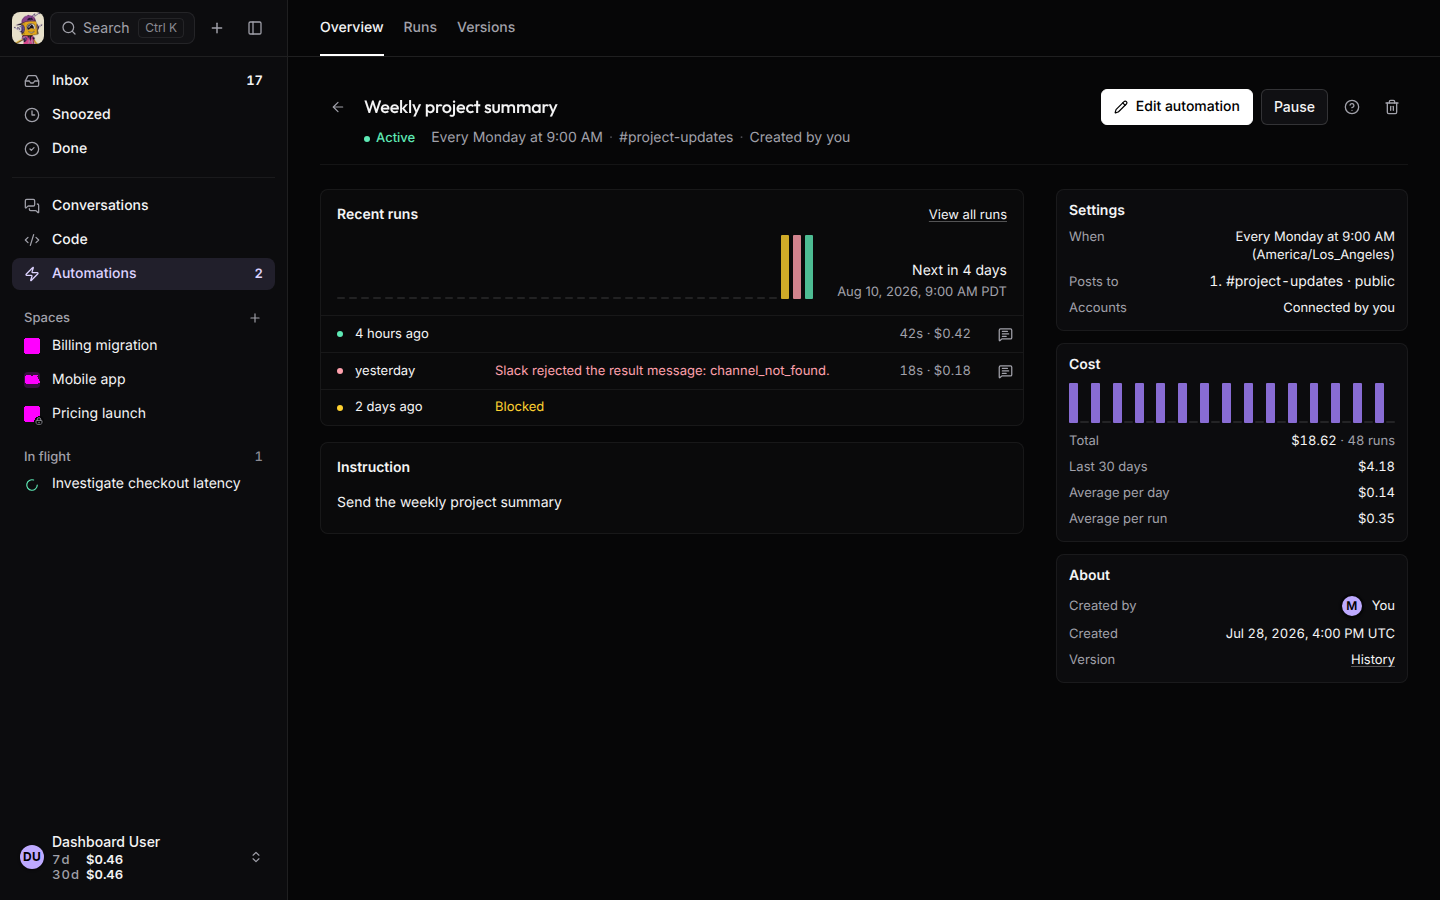 Search Ctrl K
Inbox 17
Snoozed
Done
Conversations
Code
Automations 2
Spaces
Billing migration
Mobile app
Pricing launch
In flight 1
Investigate checkout latency
DU Dashboard User
7d $0.46
30d $0.46
Overview Runs Versions
Weekly project summary
Active Every Monday at 9:00 AM · #project-updates · Created by you
Edit automation Pause
Recent runs View all runs
Next in 4 days
Aug 10, 2026, 9:00 AM PDT
4 hours ago 42s · $0.42
yesterday Slack rejected the result message: channel_not_found. 18s · $0.18
2 days ago Blocked
Instruction
Send the weekly project summary
Settings
When Every Monday at 9:00 AM
(America/Los_Angeles)
Posts to 1. #project-updates · public
Accounts Connected by you
Cost
Total $18.62 · 48 runs
Last 30 days $4.18
Average per day $0.14
Average per run $0.35
About
Created by M You
Created Jul 28, 2026, 4:00 PM UTC
Version History